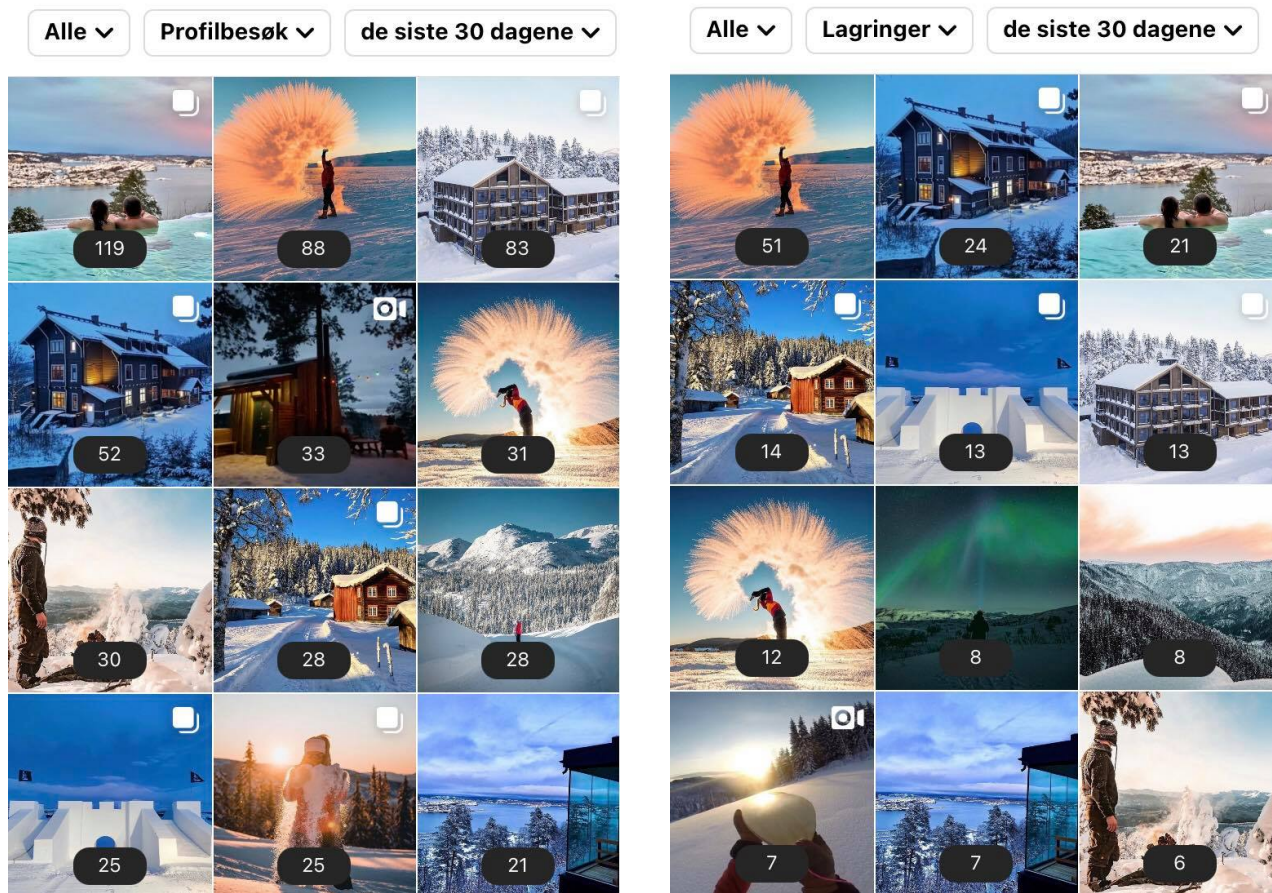 Alle Profilbesøk de siste 30 dagene
119 88 83
52 33 31
30 28 28
25 25 21
Alle Lagringer de siste 30 dagene
51 24 21
14 13 13
12 8 8
7 7 6